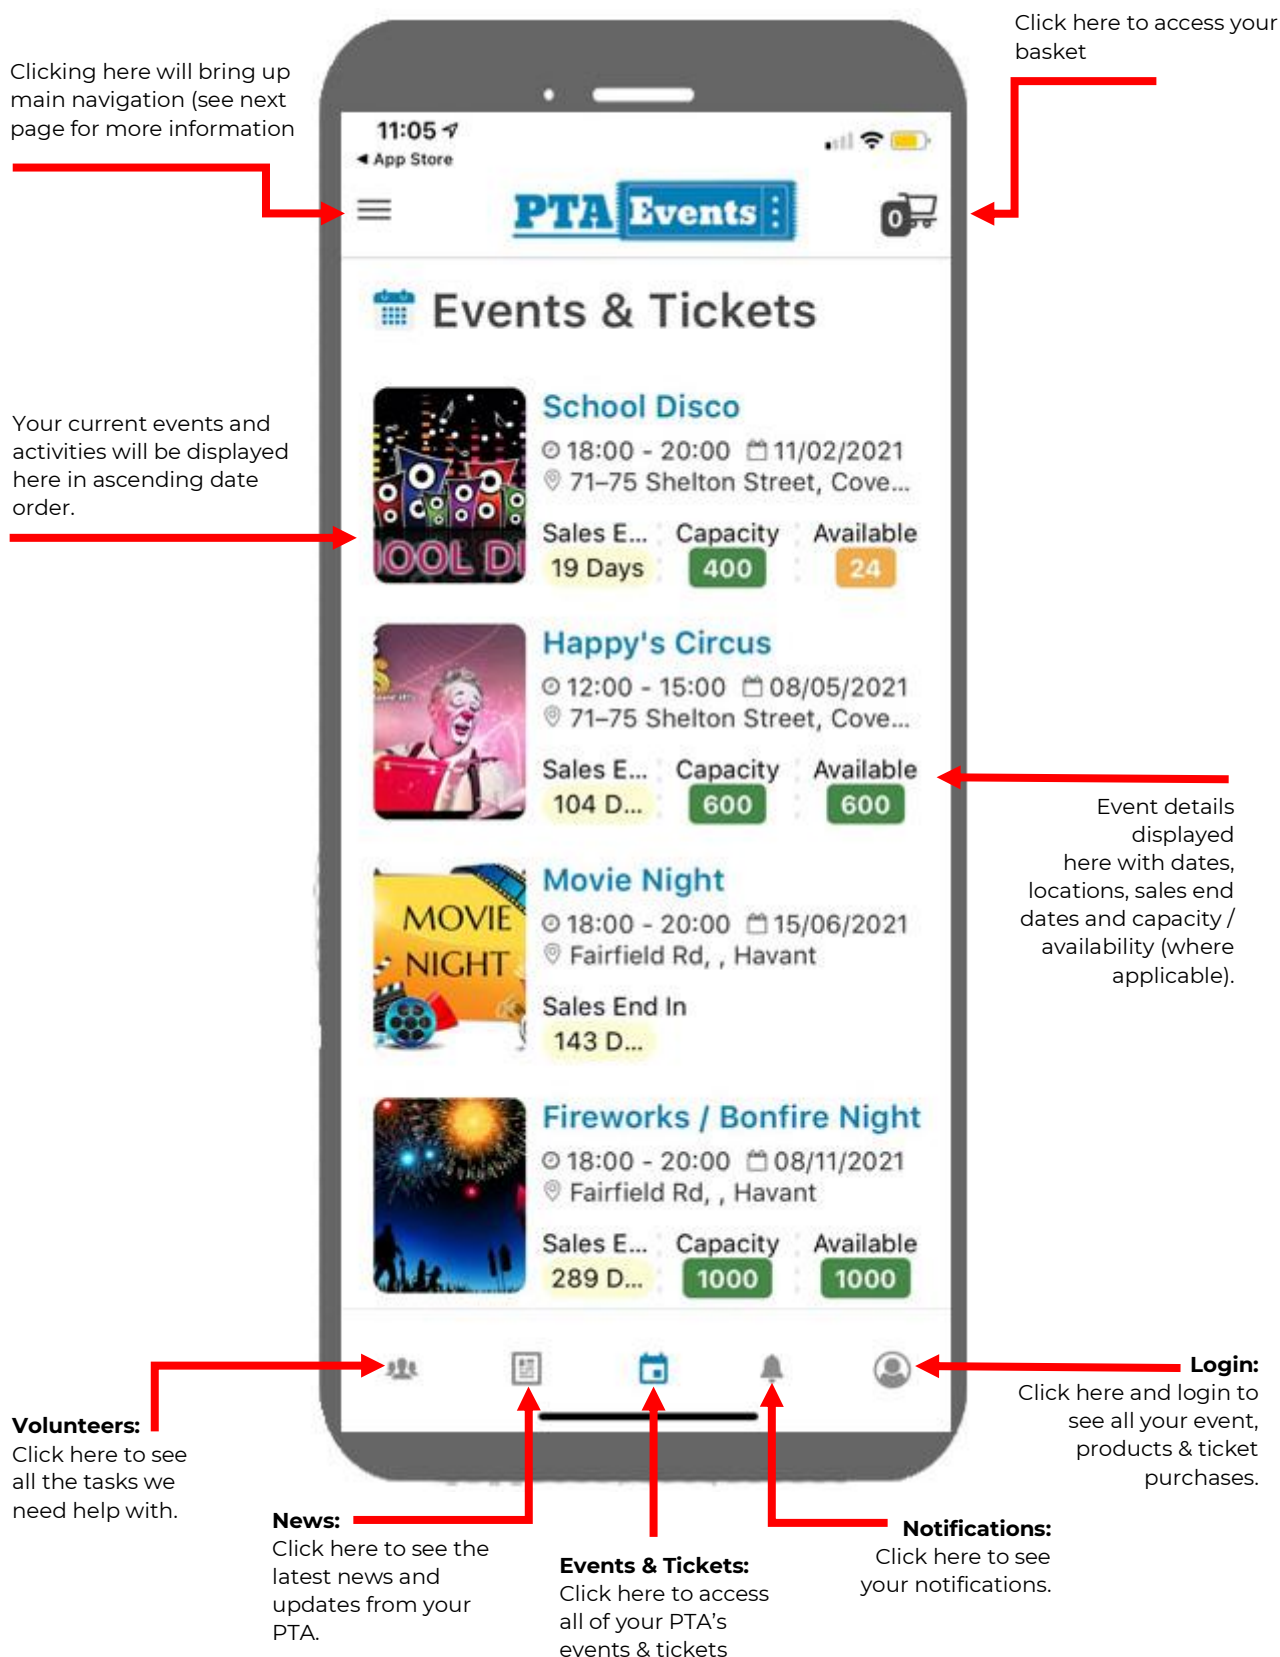 Click here to access your
basket
Clicking here will bring up
main navigation (see next
page for more information
11:05
◀ App Store
PTA Events
0
Events & Tickets
Your current events and
activities will be displayed
here in ascending date
order.
School Disco
18:00 - 20:00 11/02/2021
71–75 Shelton Street, Cove...
Sales E... Capacity Available
19 Days 400 24
HOOL DI
Happy's Circus
12:00 - 15:00 08/05/2021
71–75 Shelton Street, Cove...
Sales E... Capacity Available
104 D... 600 600
Event details
displayed
here with dates,
locations, sales end
dates and capacity /
availability (where
applicable).
MOVIE
NIGHT
Movie Night
18:00 - 20:00 15/06/2021
Fairfield Rd, , Havant
Sales End In
143 D...
Fireworks / Bonfire Night
18:00 - 20:00 08/11/2021
Fairfield Rd, , Havant
Sales E... Capacity Available
289 D... 1000 1000
Volunteers:
Click here to see
all the tasks we
need help with.
News:
Click here to see the
latest news and
updates from your
PTA.
Events & Tickets:
Click here to access
all of your PTA's
events & tickets
Notifications:
Click here to see
your notifications.
Login:
Click here and login to
see all your event,
products & ticket
purchases.